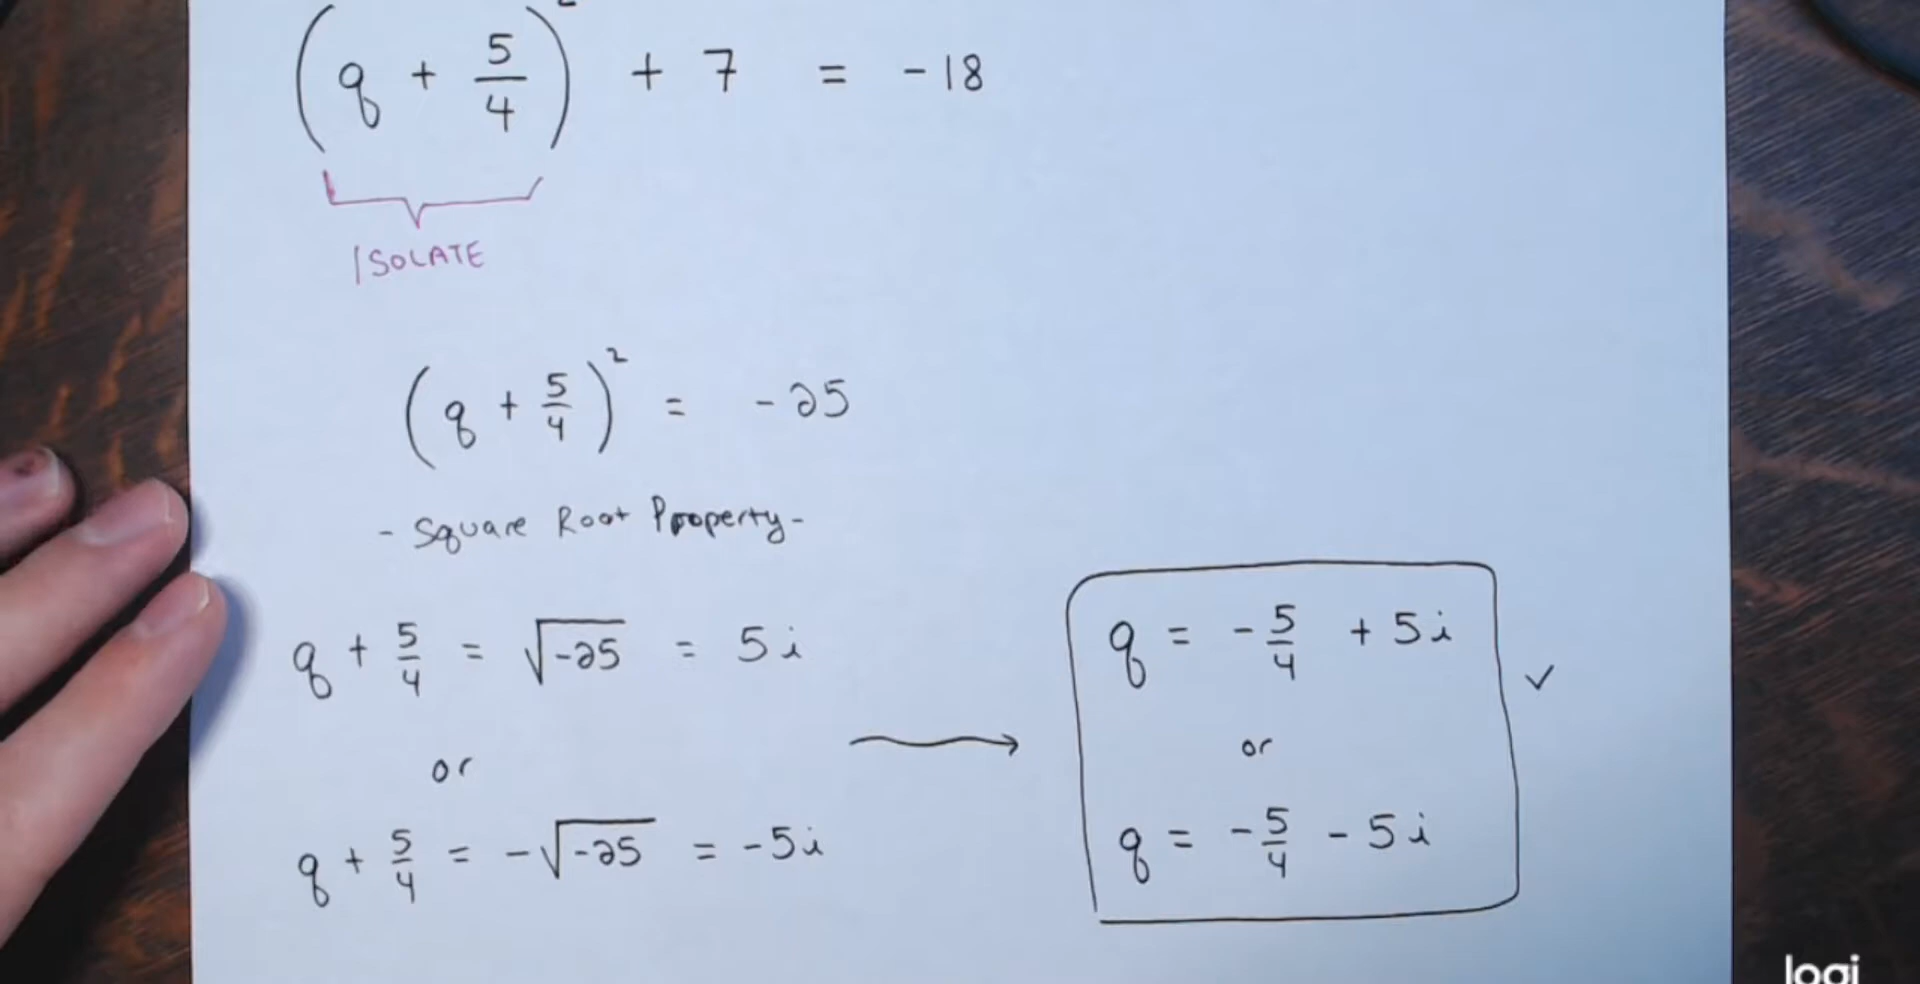 (q + 5/4)² + 7 = -18
ISOLATE
(q + 5/4)² = -25
- Square Root Property -
q + 5/4 = √-25 = 5i
or
q + 5/4 = -√-25 = -5i
→
q = -5/4 + 5i
or
q = -5/4 - 5i
✓
logi